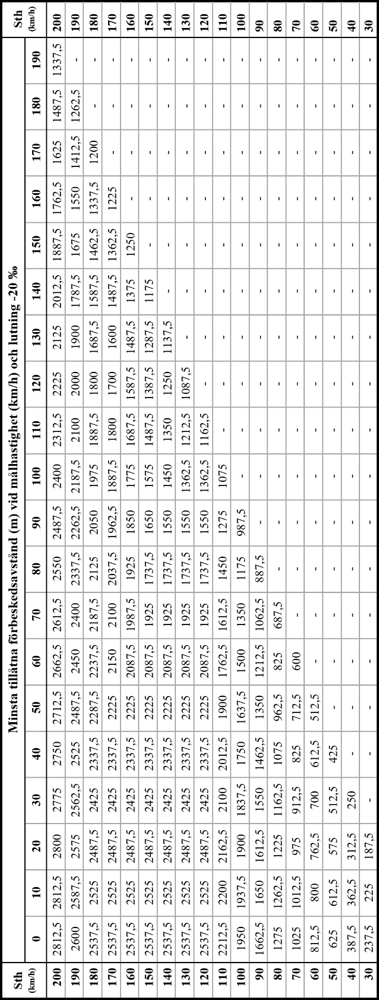 Minsta tillåtna förbeskedsavstånd (m) vid målhastighet (km/h) och lutning -20 ‰
Sth (km/h) 0 10 20 30 40 50 60 70 80 90 100 110 120 130 140 150 160 170 180 190 Sth (km/h)
200 2812,5 2812,5 2800 2775 2750 2712,5 2662,5 2612,5 2550 2487,5 2400 2312,5 2225 2125 2012,5 1887,5 1762,5 1625 1487,5 1337,5 200
190 2600 2587,5 2575 2562,5 2525 2487,5 2450 2400 2337,5 2262,5 2187,5 2100 2000 1900 1787,5 1675 1550 1412,5 1262,5 - 190
180 2537,5 2525 2487,5 2425 2337,5 2287,5 2237,5 2187,5 2125 2050 1975 1887,5 1800 1687,5 1587,5 1462,5 1337,5 1200 - - 180
170 2537,5 2525 2487,5 2425 2337,5 2225 2150 2100 2037,5 1962,5 1887,5 1800 1700 1600 1487,5 1362,5 1225 - - - 170
160 2537,5 2525 2487,5 2425 2337,5 2225 2087,5 1987,5 1925 1850 1775 1687,5 1587,5 1487,5 1375 1250 - - - - 160
150 2537,5 2525 2487,5 2425 2337,5 2225 2087,5 1925 1737,5 1650 1575 1487,5 1387,5 1287,5 1175 - - - - - 150
140 2537,5 2525 2487,5 2425 2337,5 2225 2087,5 1925 1737,5 1550 1450 1350 1250 1137,5 - - - - - - 140
130 2537,5 2525 2487,5 2425 2337,5 2225 2087,5 1925 1737,5 1550 1362,5 1212,5 1087,5 - - - - - - - 130
120 2537,5 2525 2487,5 2425 2337,5 2225 2087,5 1925 1737,5 1550 1362,5 1162,5 - - - - - - - - 120
110 2212,5 2200 2162,5 2100 2012,5 1900 1762,5 1612,5 1450 1275 1075 - - - - - - - - - 110
100 1950 1937,5 1900 1837,5 1750 1637,5 1500 1350 1175 987,5 - - - - - - - - - - 100
90 1662,5 1650 1612,5 1550 1462,5 1350 1212,5 1062,5 887,5 - - - - - - - - - - - 90
80 1275 1262,5 1225 1162,5 1075 962,5 825 687,5 - - - - - - - - - - - - 80
70 1025 1012,5 975 912,5 825 712,5 600 - - - - - - - - - - - - - 70
60 812,5 800 762,5 700 612,5 512,5 - - - - - - - - - - - - - - 60
50 625 612,5 575 512,5 425 - - - - - - - - - - - - - - - 50
40 387,5 362,5 312,5 250 - - - - - - - - - - - - - - - - 40
30 237,5 225 187,5 - - - - - - - - - - - - - - - - - 30